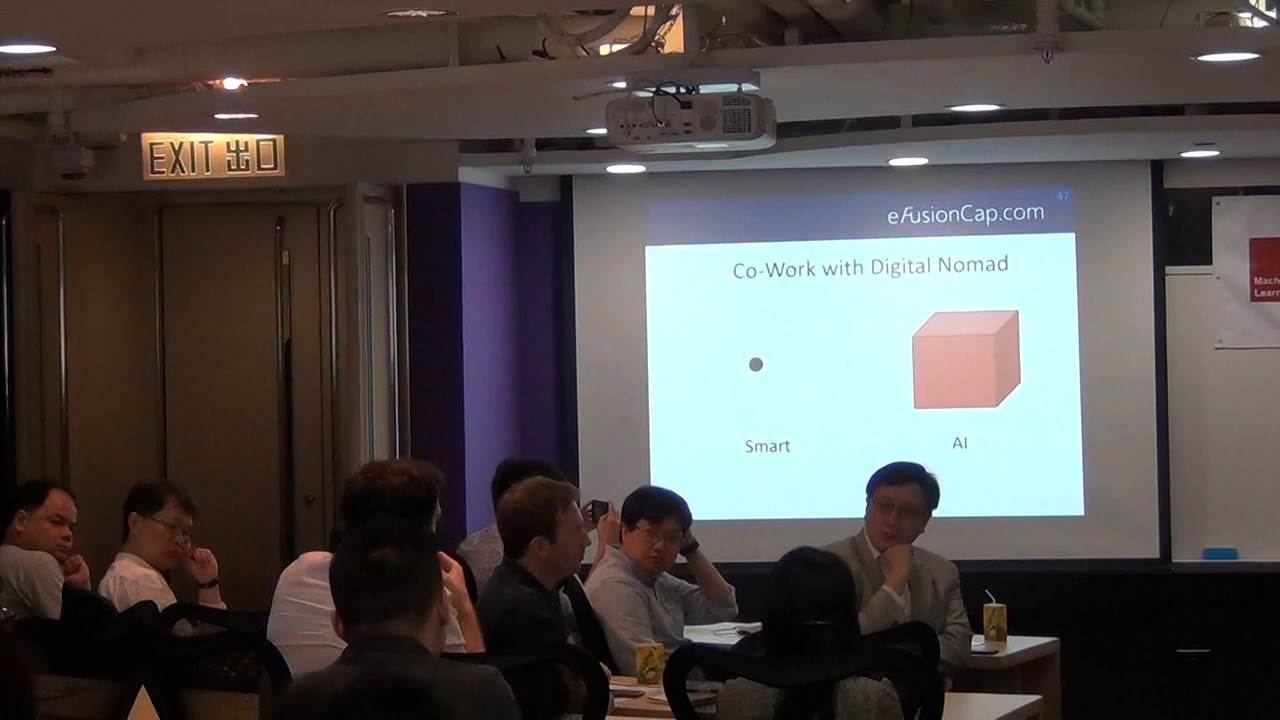 EXIT 出口
47
eFusionCap.com
Co-Work with Digital Nomad
Smart
AI